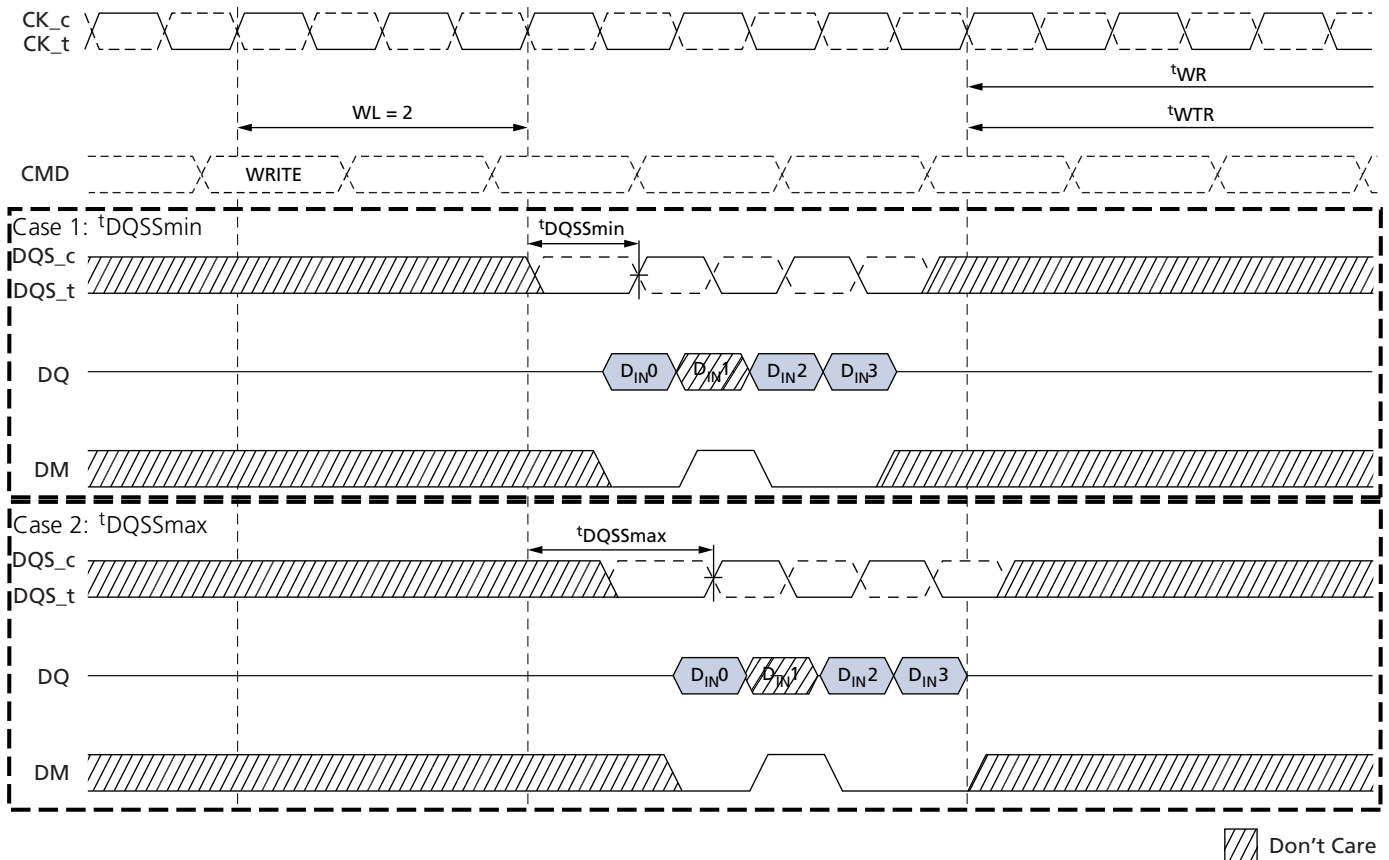 CK_c
CK_t
tWR
WL = 2
tWTR
CMD
WRITE
Case 1: tDQSSmin
tDQSSmin
DQS_c
DQS_t
DQ
DIN0 DIN1 DIN2 DIN3
DM
Case 2: tDQSSmax
tDQSSmax
DQS_c
DQS_t
DQ
DIN0 DIN1 DIN2 DIN3
DM
Don't Care